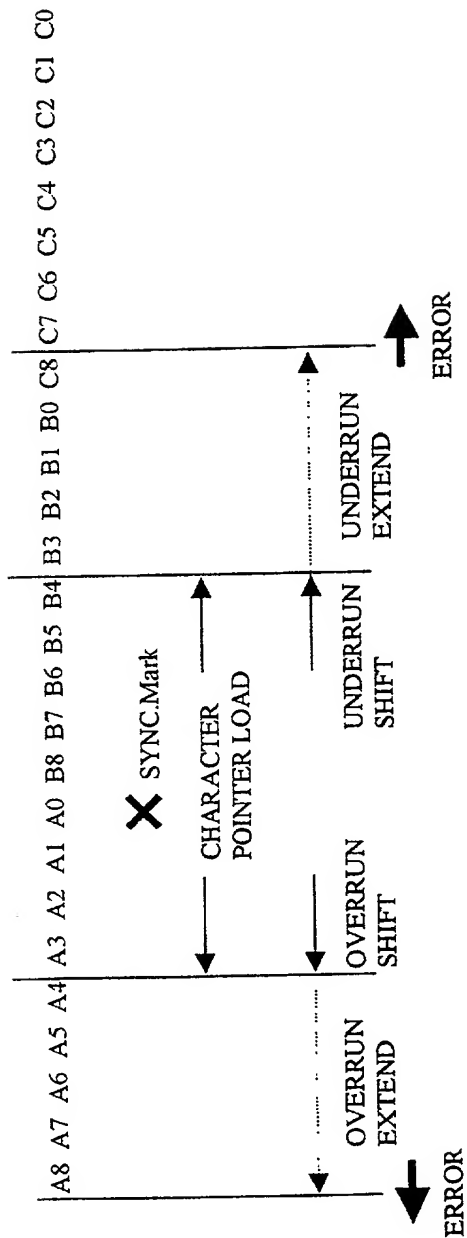 A8 A7 A6 A5 A4 A3 A2 A1 A0 B8 B7 B6 B5 B4 B3 B2 B1 B0 C8 C7 C6 C5 C4 C3 C2 C1 C0
SYNC.Mark
CHARACTER
POINTER LOAD
OVERRUN
EXTEND
OVERRUN
SHIFT
UNDERRUN
SHIFT
UNDERRUN
EXTEND
ERROR
ERROR